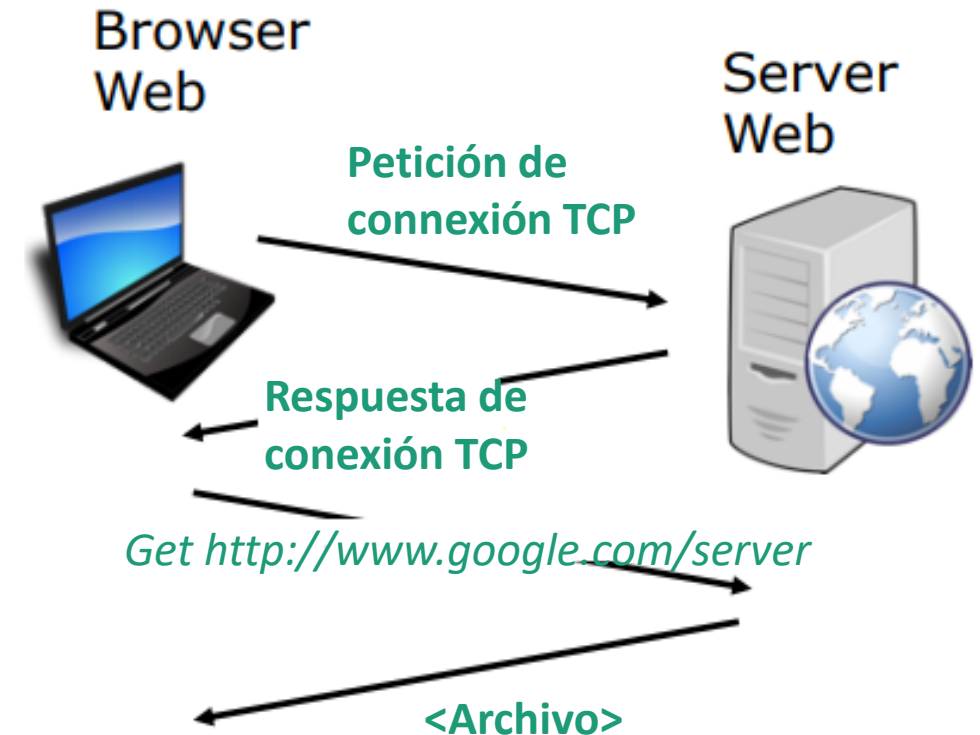 Browser
Web
Server
Web
Petición de
connexión TCP
Respuesta de
conexión TCP
Get http://www.google.com/server
<Archivo>